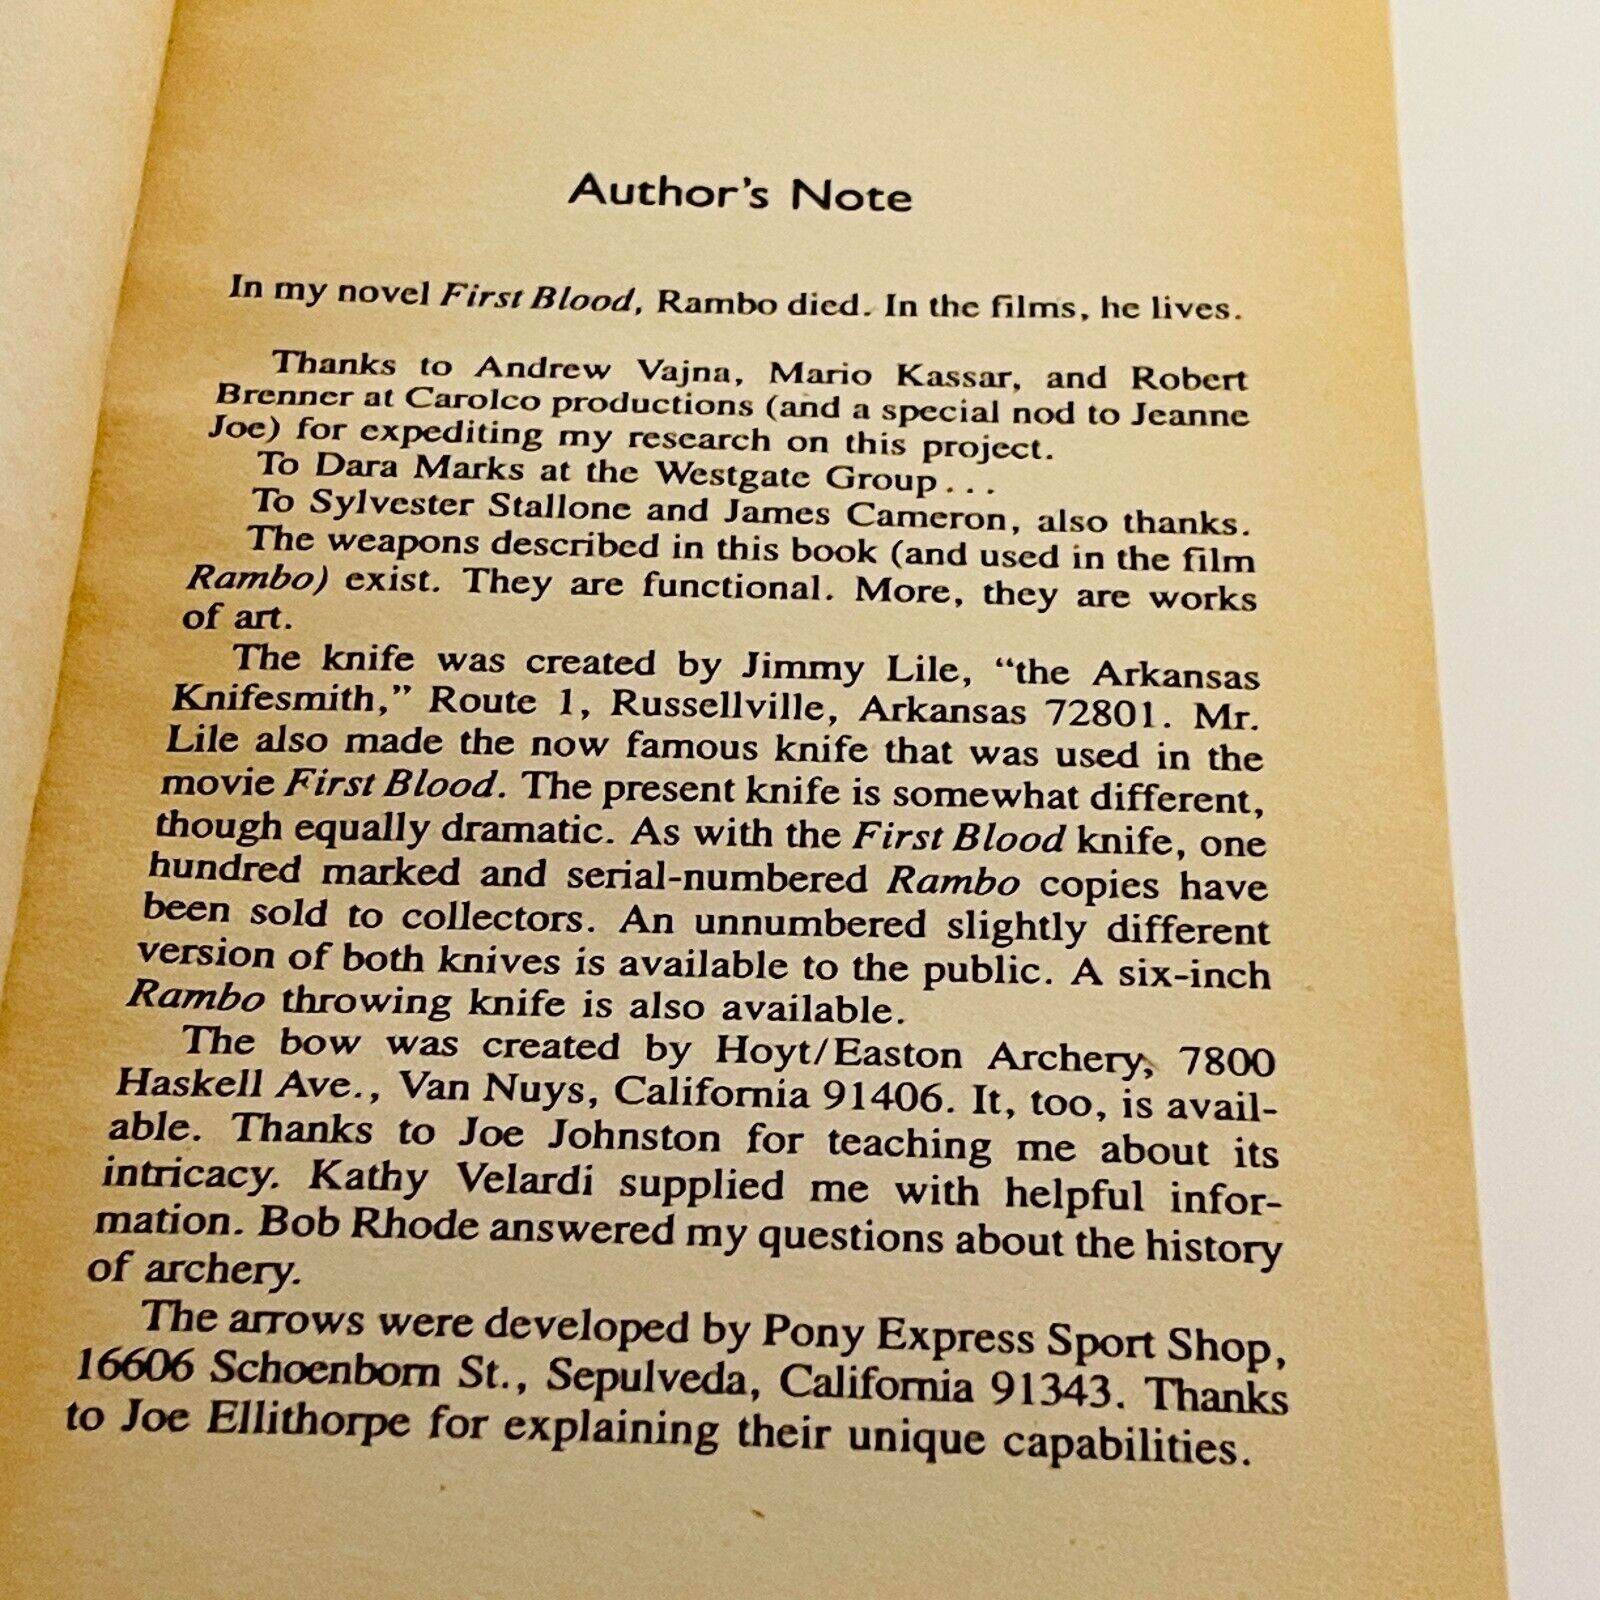 Author's Note
In my novel First Blood, Rambo died. In the films, he lives.
Thanks to Andrew Vajna, Mario Kassar, and Robert
Brenner at Carolco productions (and a special nod to Jeanne
Joe) for expediting my research on this project.
To Dara Marks at the Westgate Group...
To Sylvester Stallone and James Cameron, also thanks.
The weapons described in this book (and used in the film
Rambo) exist. They are functional. More, they are works
of art.
The knife was created by Jimmy Lile, “the Arkansas
Knifesmith,” Route 1, Russellville, Arkansas 72801. Mr.
Lile also made the now famous knife that was used in the
movie First Blood. The present knife is somewhat different,
though equally dramatic. As with the First Blood knife, one
hundred marked and serial-numbered Rambo copies have
been sold to collectors. An unnumbered slightly different
version of both knives is available to the public. A six-inch
Rambo throwing knife is also available.
The bow was created by Hoyt/Easton Archery, 7800
Haskell Ave., Van Nuys, California 91406. It, too, is avail-
able. Thanks to Joe Johnston for teaching me about its
intricacy. Kathy Velardi supplied me with helpful infor-
mation. Bob Rhode answered my questions about the history
of archery.
The arrows were developed by Pony Express Sport Shop,
16606 Schoenborn St., Sepulveda, California 91343. Thanks
to Joe Ellithorpe for explaining their unique capabilities.